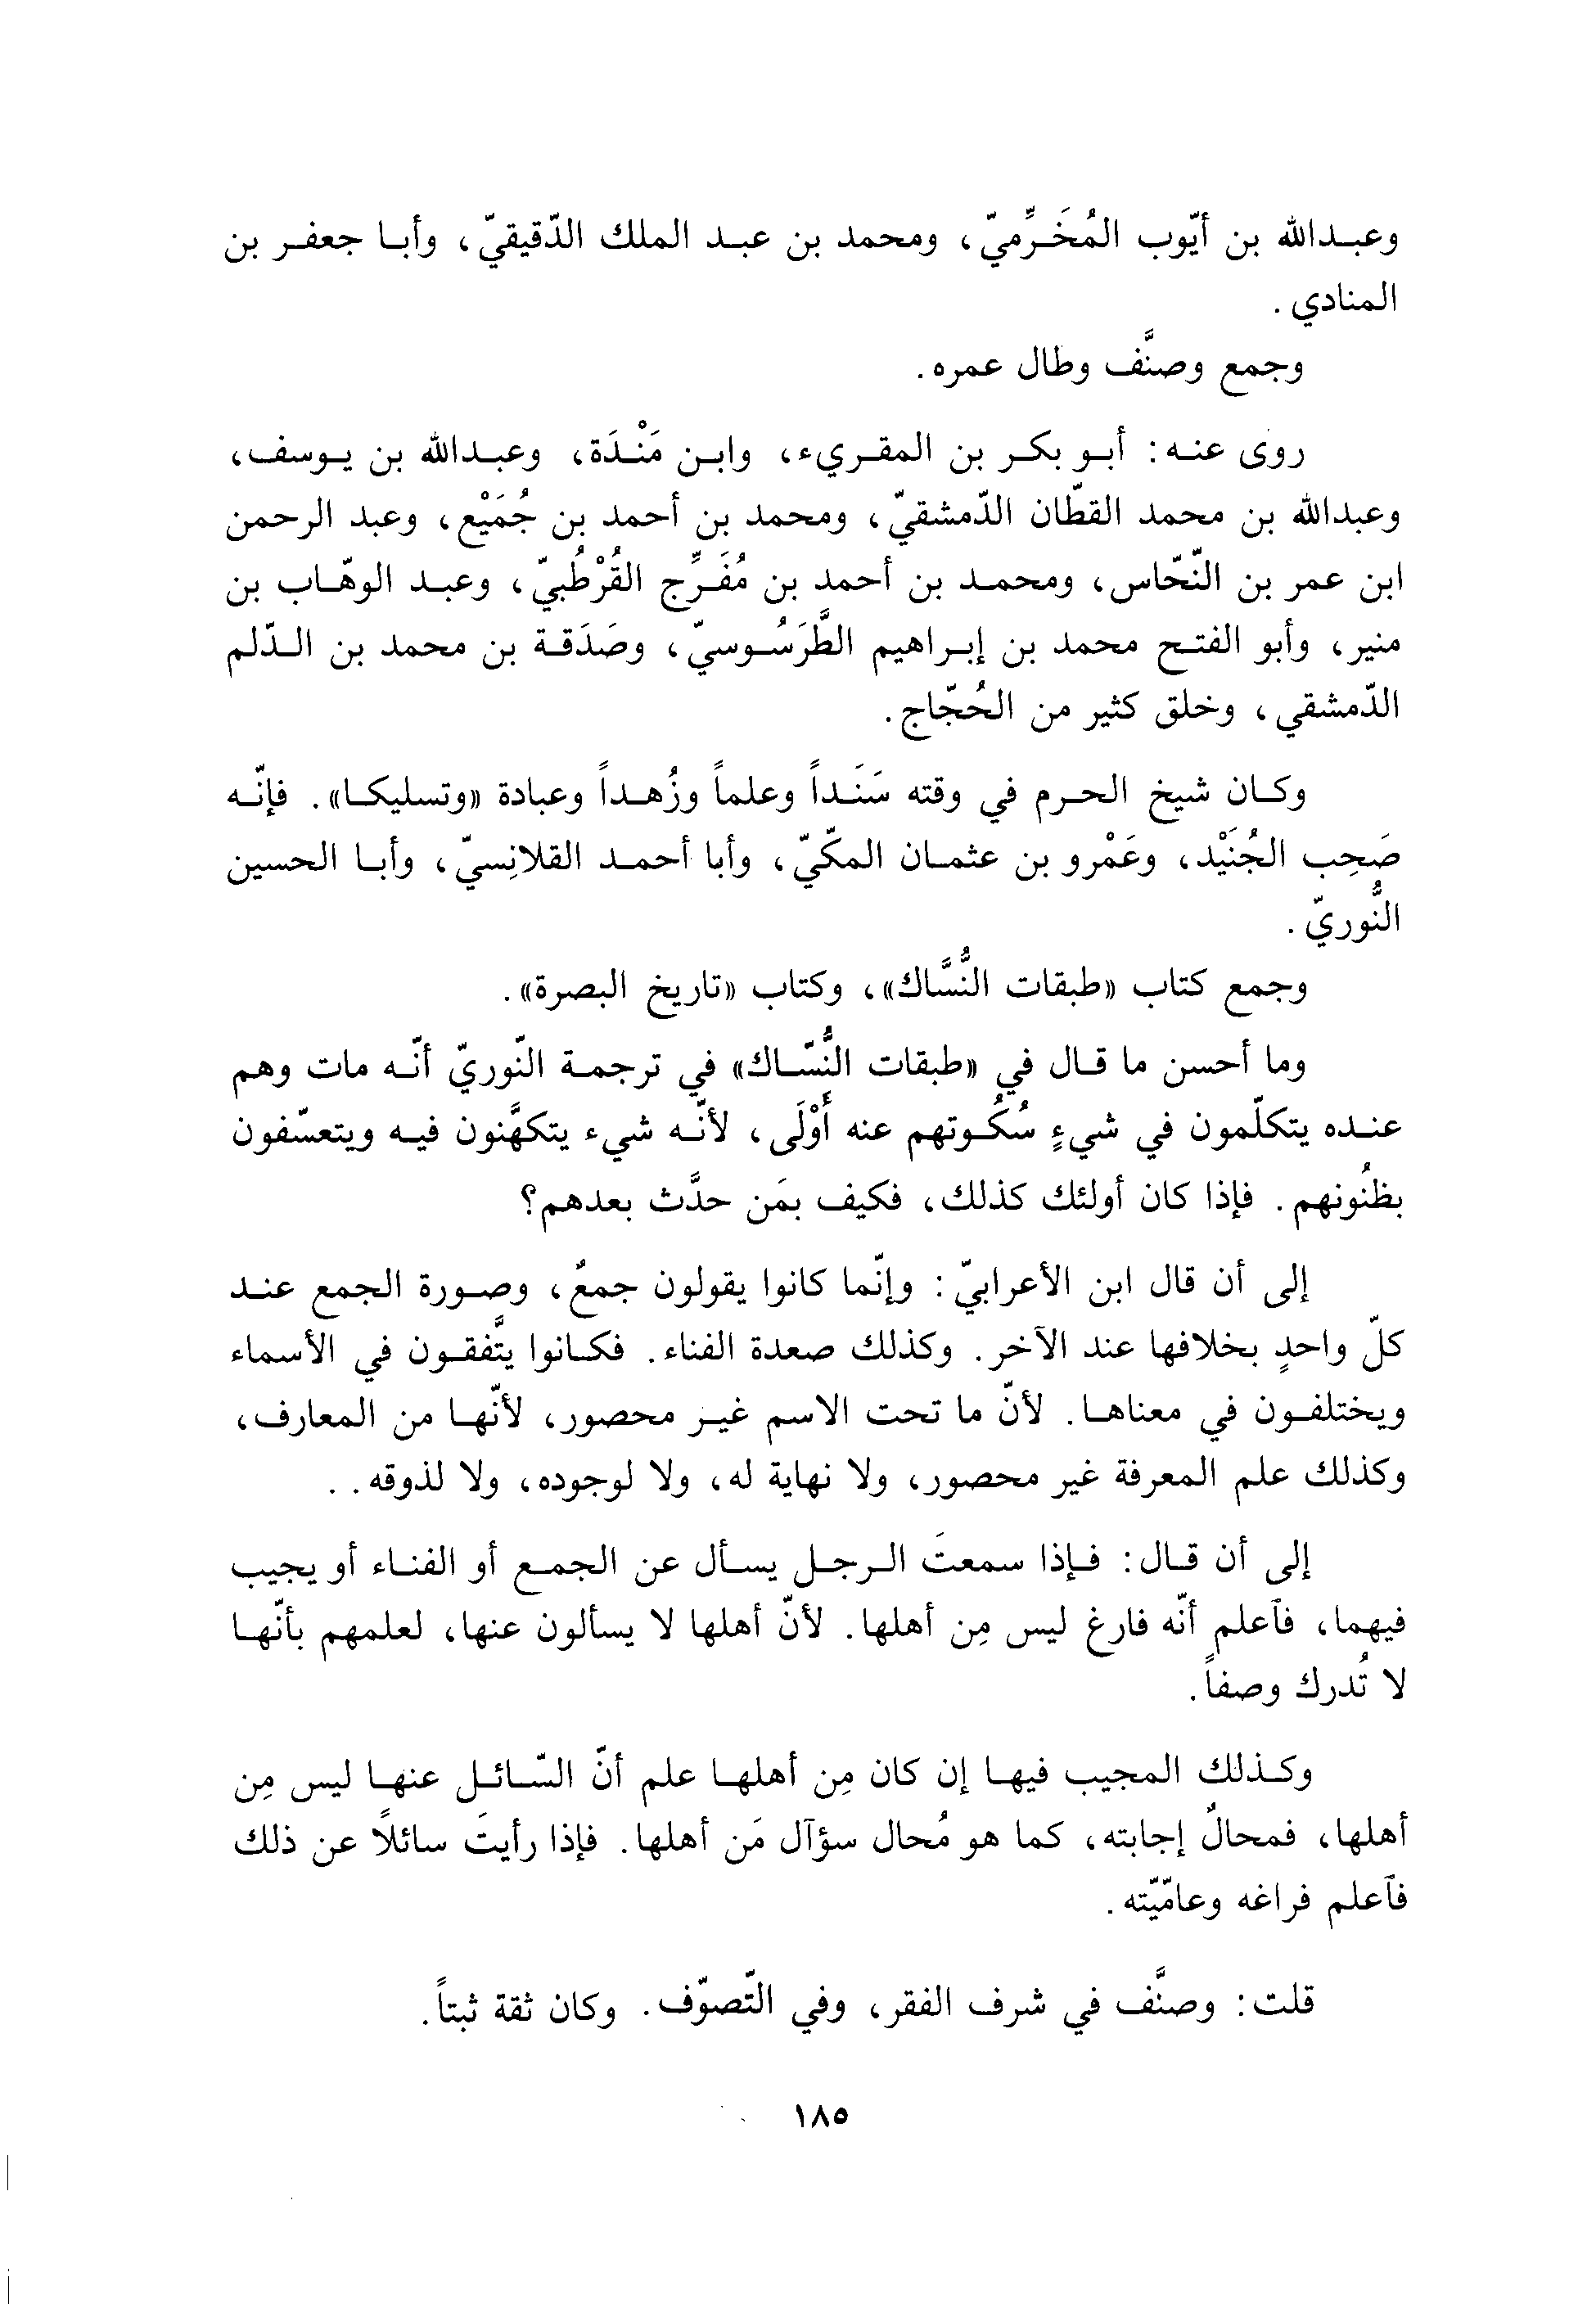 وعبدالله بن أيّوب المُخَرِّميّ، ومحمد بن عبد الملك الدّقيقيّ، وأبا جعفر بن
المنادي.
وجمع وصنَّف وطال عمره.
روى عنه: أبو بكر بن المقريء، وابن مَنْدَة، وعبدالله بن يوسف،
وعبدالله بن محمد القطّان الدّمشقيّ، ومحمد بن أحمد بن جُمَيْع، وعبد الرحمن
ابن عمر بن النّحّاس، ومحمد بن أحمد بن مُفَرِّج القُرْطُبيّ، وعبد الوهّاب بن
منير، وأبو الفتح محمد بن إبراهيم الطَّرَسُوسيّ، وصَدَقة بن محمد بن الدّلم
الدّمشقي، وخلق كثير من الحُجّاج.
وكان شيخ الحرم في وقته سَنَداً وعلماً وزُهداً وعبادة «وتسليكا». فإنّه
صَحِب الجُنَيْد، وعَمْرو بن عثمان المكّيّ، وأبا أحمد القلانِسيّ، وأبا الحسين
النُّوريّ.
وجمع كتاب «طبقات النُّسَّاك»، وكتاب «تاريخ البصرة».
وما أحسن ما قال في «طبقات النُّسّاك» في ترجمة النّوريّ أنّه مات وهم
عنده يتكلّمون في شيءٍ سُكُوتهم عنه أَوْلَى، لأنّه شيء يتكهَّنون فيه ويتعسّفون
بظنُونهم. فإذا كان أولئك كذلك، فكيف بمَن حدَّث بعدهم؟
إلى أن قال ابن الأعرابيّ: وإنّما كانوا يقولون جمعٌ، وصورة الجمع عند
كلّ واحدٍ بخلافها عند الآخر. وكذلك صعدة الفناء. فكانوا يتَّفقون في الأسماء
ويختلفون في معناها. لأنّ ما تحت الاسم غير محصور، لأنّها من المعارف،
وكذلك علم المعرفة غير محصور، ولا نهاية له، ولا لوجوده، ولا لذوقه..
إلى أن قال: فإذا سمعتَ الرجل يسأل عن الجمع أو الفناء أو يجيب
فيهما، فٱعلم أنّه فارغ ليس مِن أهلها. لأنّ أهلها لا يسألون عنها، لعلمهم بأنّها
لا تُدرك وصفاً.
وكذلك المجيب فيها إن كان مِن أهلها علم أنّ السّائل عنها ليس مِن
أهلها، فمحالٌ إجابته، كما هو مُحال سؤآل مَن أهلها. فإذا رأيتَ سائلاً عن ذلك
فٱعلم فراغه وعامّيّته.
قلت: وصنَّف في شرف الفقر، وفي التّصوّف. وكان ثقة ثبتاً.
١٨٥